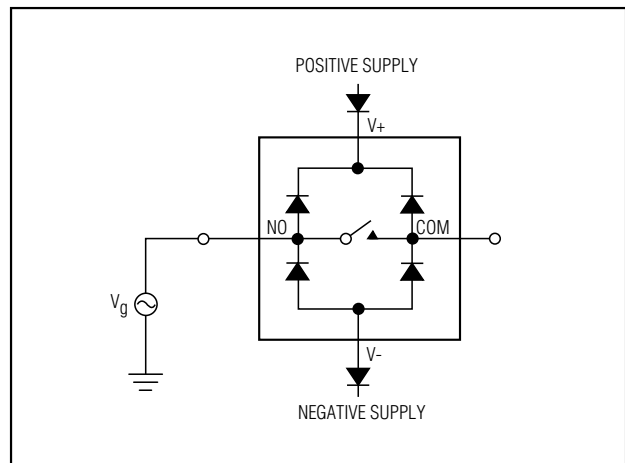 POSITIVE SUPPLY
V+
NO
COM
Vg
V-
NEGATIVE SUPPLY